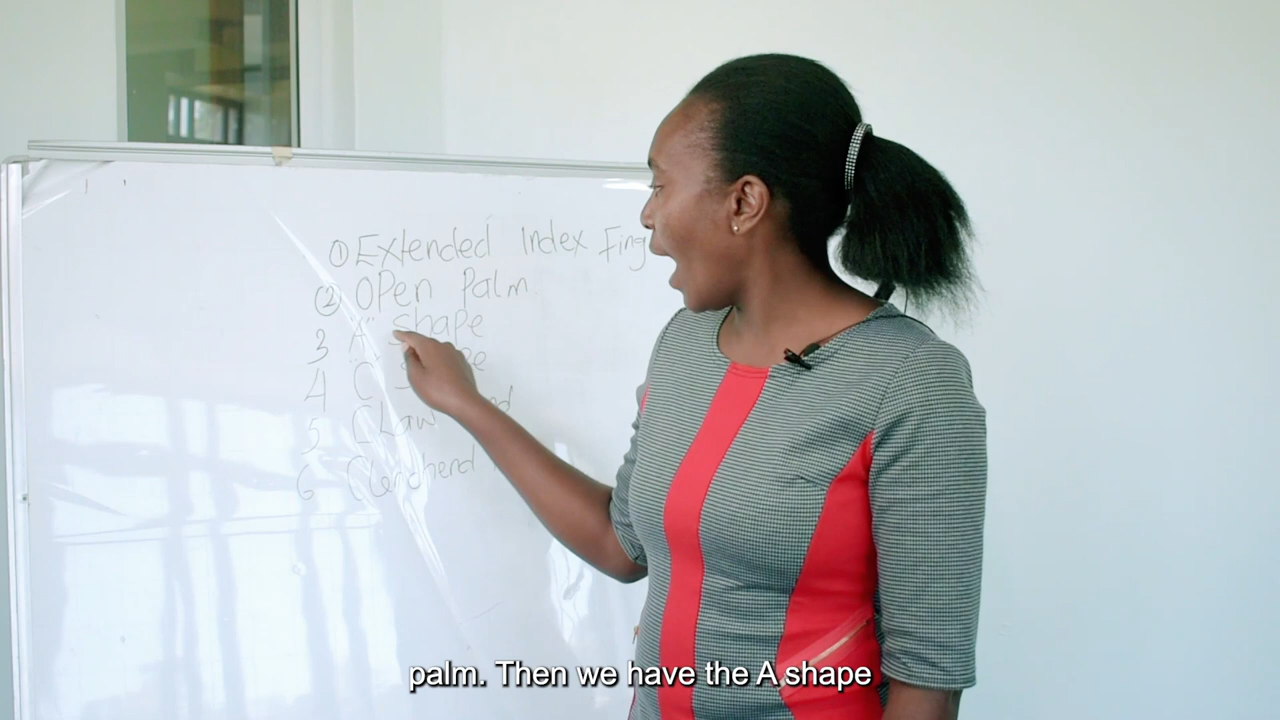 ① Extended Index Fing
② Open Palm
3 "A" Shape
4 "C"
5 Claw
6 Clenchend
palm. Then we have the A shape